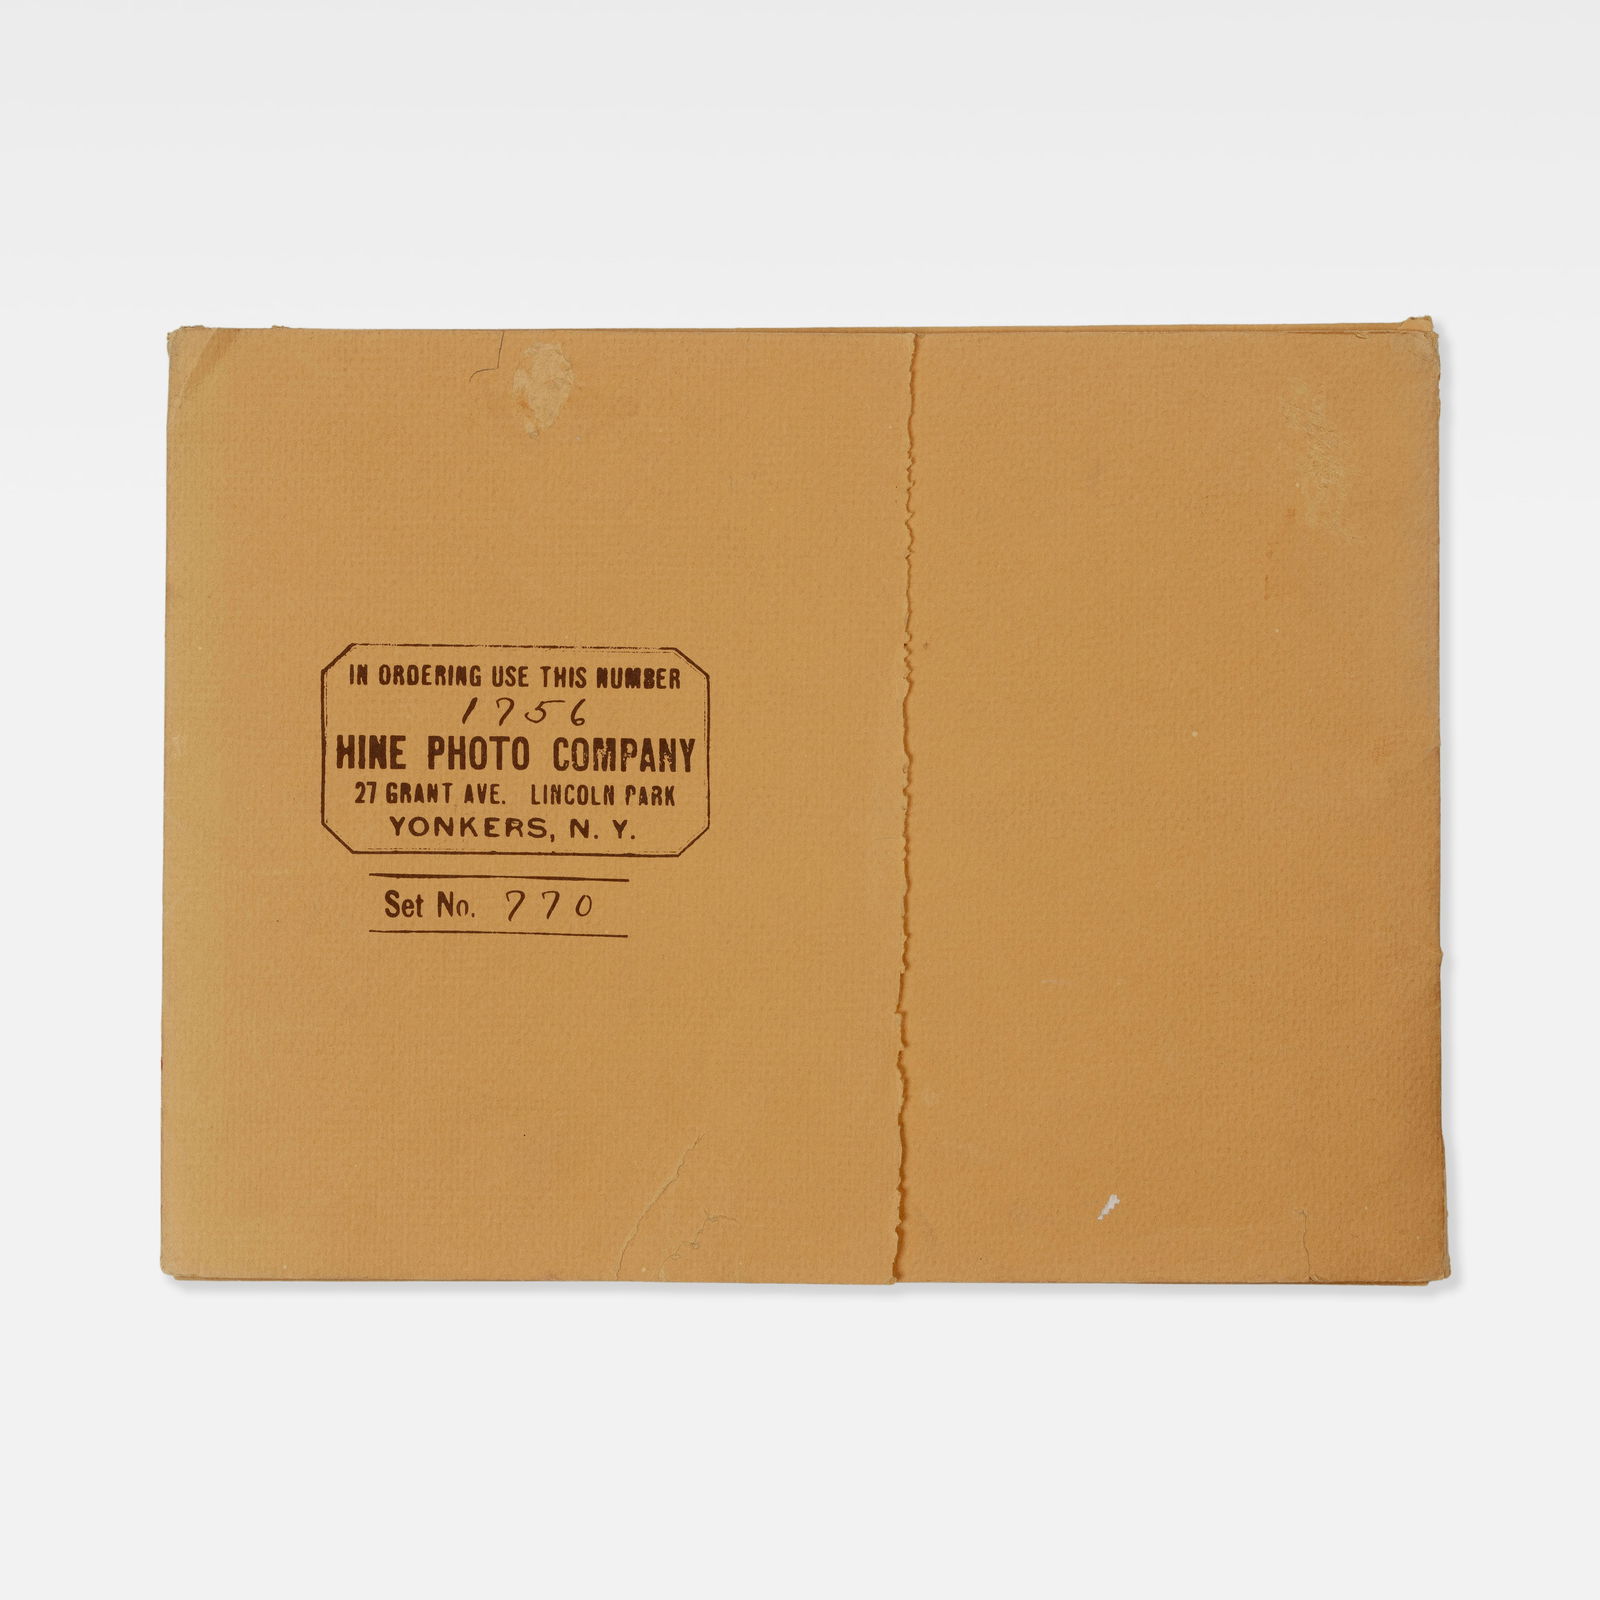 IN ORDERING USE THIS NUMBER
1756
HINE PHOTO COMPANY
27 GRANT AVE. LINCOLN PARK
YONKERS, N. Y.
Set No. 770